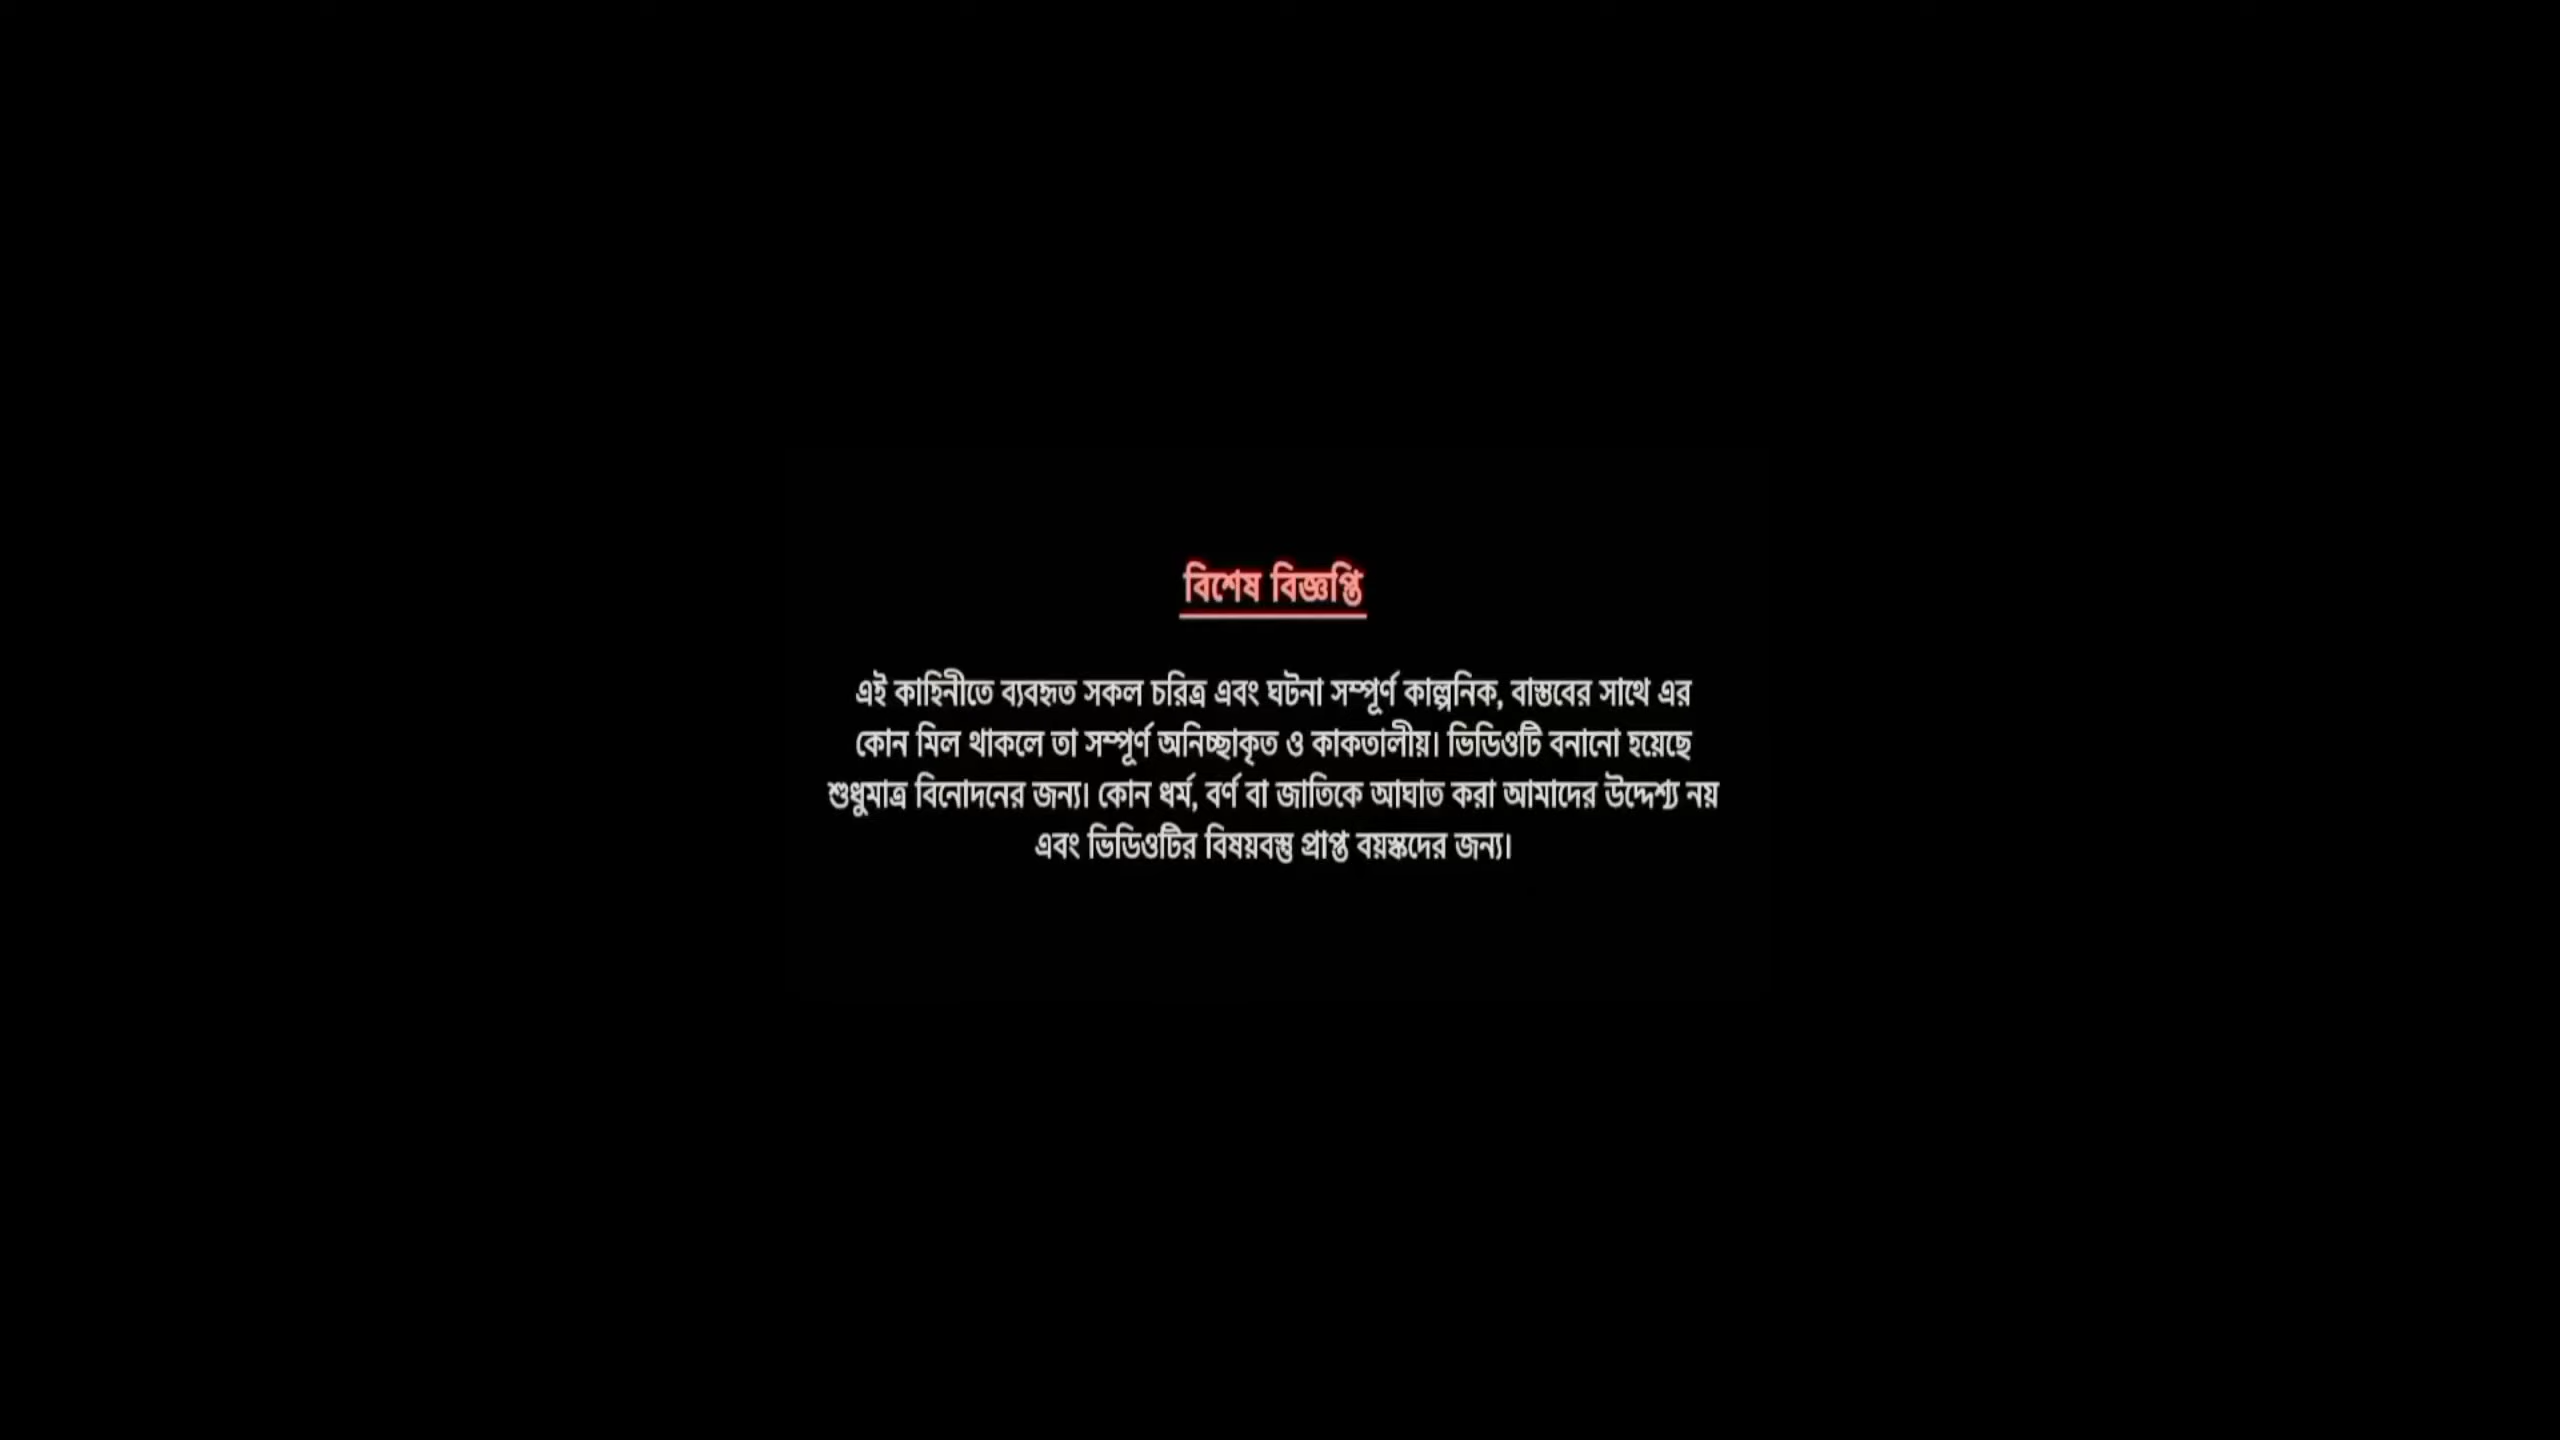 বিশেষ বিজ্ঞপ্তি
এই কাহিনীতে ব্যবহৃত সকল চরিত্র এবং ঘটনা সম্পূর্ণ কাল্পনিক, বাস্তবের সাথে এর
কোন মিল থাকলে তা সম্পূর্ণ অনিচ্ছাকৃত ও কাকতালীয়। ভিডিওটি বনানো হয়েছে
শুধুমাত্র বিনোদনের জন্য। কোন ধর্ম, বর্ণ বা জাতিকে আঘাত করা আমাদের উদ্দেশ্য নয়
এবং ভিডিওটির বিষয়বস্তু প্রাপ্ত বয়স্কদের জন্য।